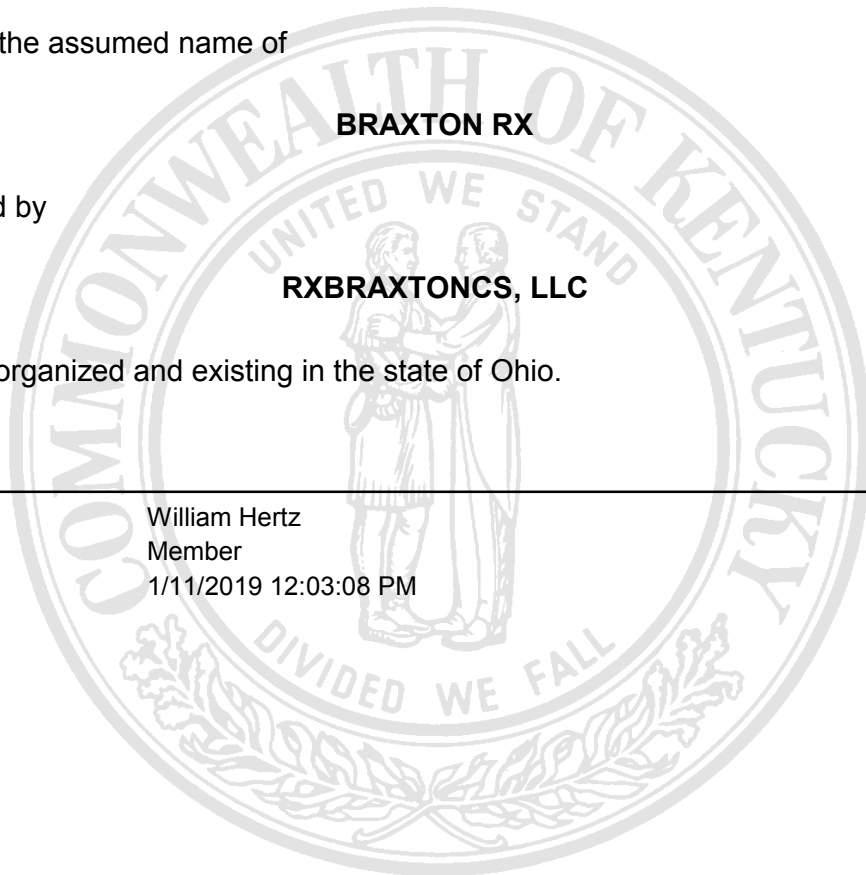 the assumed name of
BRAXTON RX
d by
RXBRAXTONCS, LLC
organized and existing in the state of Ohio.
William Hertz
Member
1/11/2019 12:03:08 PM
COMMONWEALTH OF KENTUCKY
UNITED WE STAND
DIVIDED WE FALL